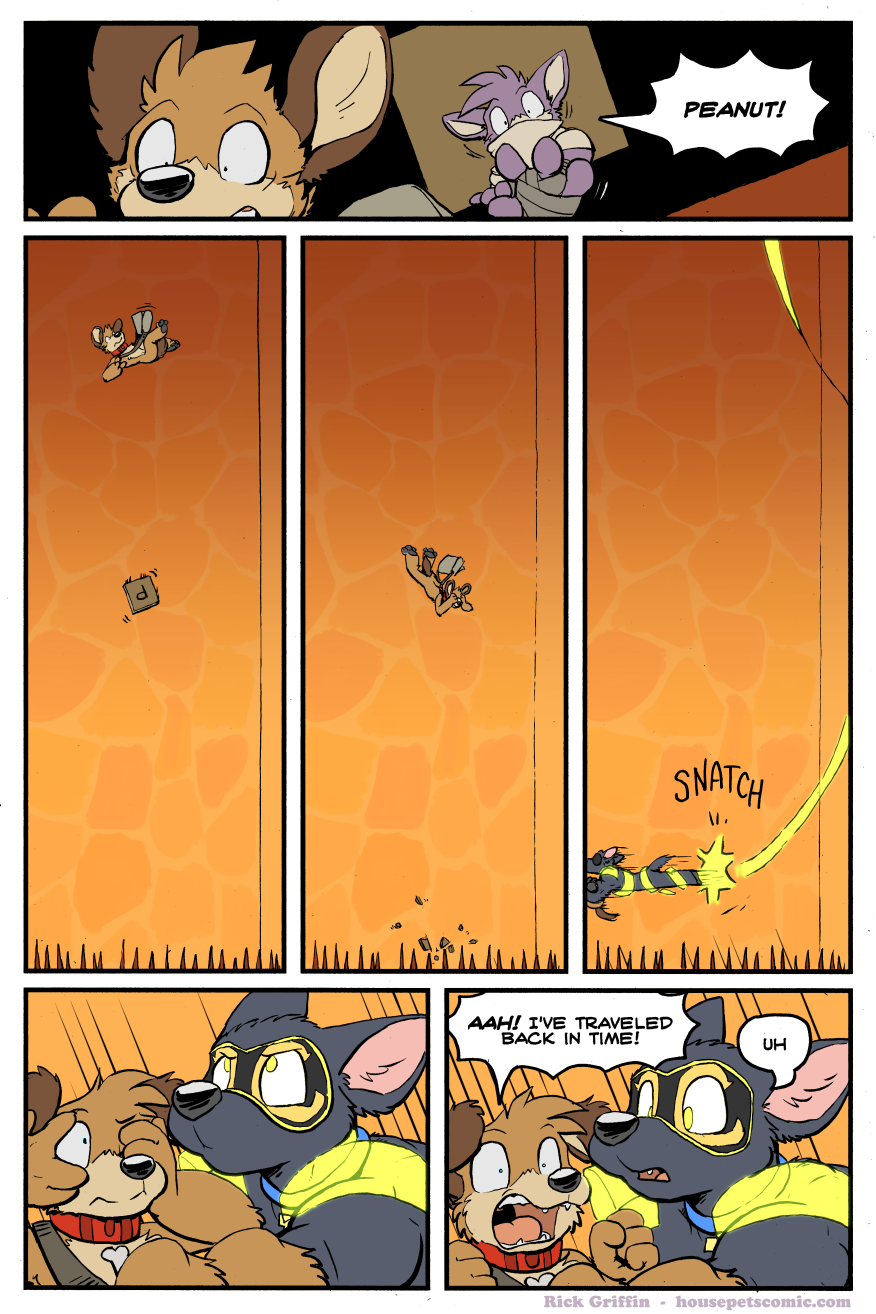 PEANUT!
P
SNATCH
AAH! I'VE TRAVELED
BACK IN TIME!
UH
Rick Griffin - housepetscomic.com